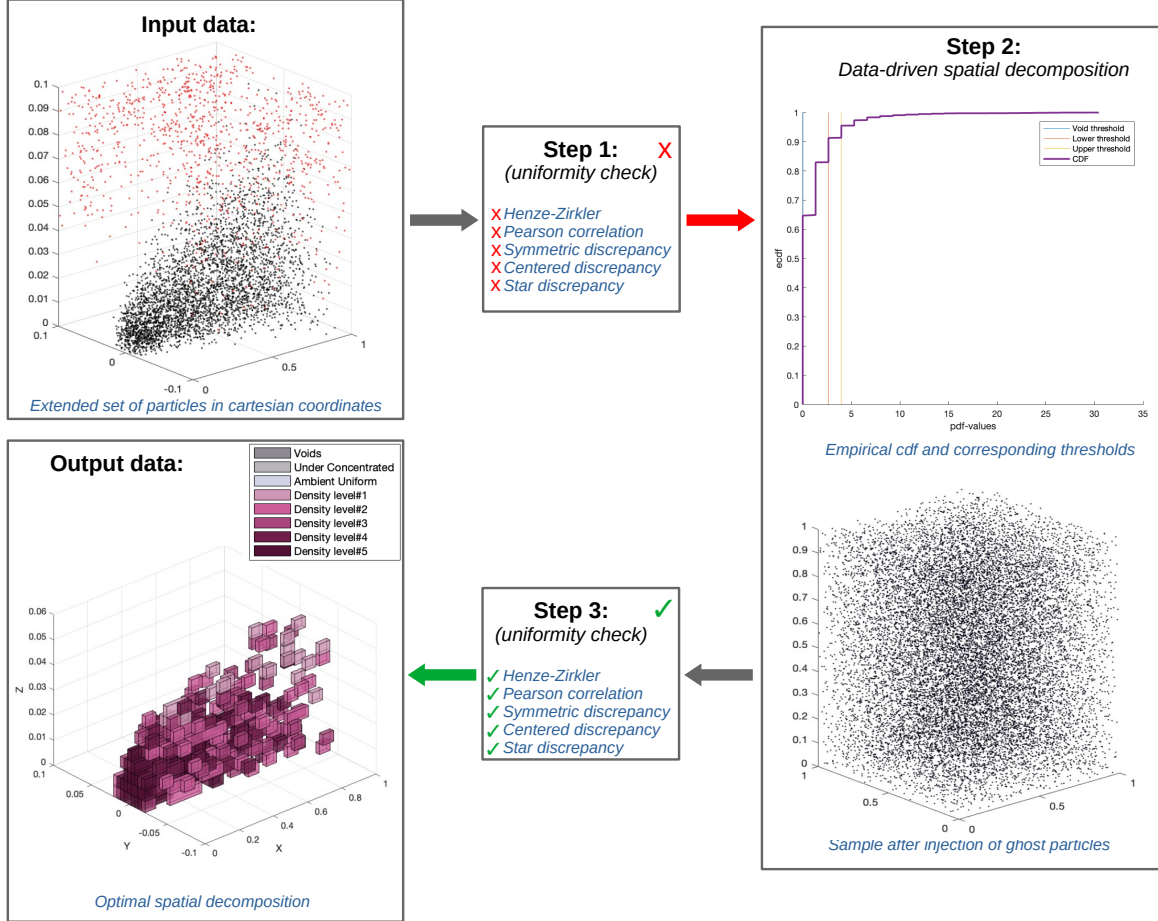 Input data:
0.1
0.09
0.08
0.07
0.06
0.05
0.04
0.03
0.02
0.01
0
0.1
0
-0.1
0
0.5
1
Extended set of particles in cartesian coordinates
Step 1: X
(uniformity check)
X Henze-Zirkler
X Pearson correlation
X Symmetric discrepancy
X Centered discrepancy
X Star discrepancy
Step 2:
Data-driven spatial decomposition
1
0.9
0.8
0.7
0.6
0.5
0.4
0.3
0.2
0.1
0
ecdf
Void threshold
Lower threshold
Upper threshold
CDF
0 5 10 15 20 25 30 35
pdf-values
Empirical cdf and corresponding thresholds
1
0.9
0.8
0.7
0.6
0.5
0.4
0.3
0.2
0.1
0
1
0.5
0
0
0.5
1
Sample after injection of ghost particles
Step 3: ✓
(uniformity check)
✓ Henze-Zirkler
✓ Pearson correlation
✓ Symmetric discrepancy
✓ Centered discrepancy
✓ Star discrepancy
Output data:
Voids
Under Concentrated
Ambient Uniform
Density level#1
Density level#2
Density level#3
Density level#4
Density level#5
0.06
0.05
0.04
0.03
0.02
0.01
0
Z
0.1
0.05
0
-0.05
-0.1
Y
0
0.2
0.4
0.6
0.8
1
X
Optimal spatial decomposition